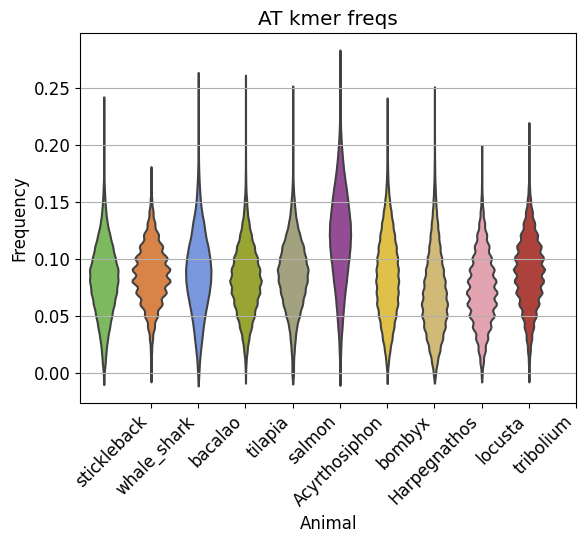 AT kmer freqs
Frequency
0.25
0.20
0.15
0.10
0.05
0.00
stickleback
whale_shark
bacalao
tilapia
salmon
Acyrthosiphon
bombyx
Harpegnathos
locusta
tribolium
Animal